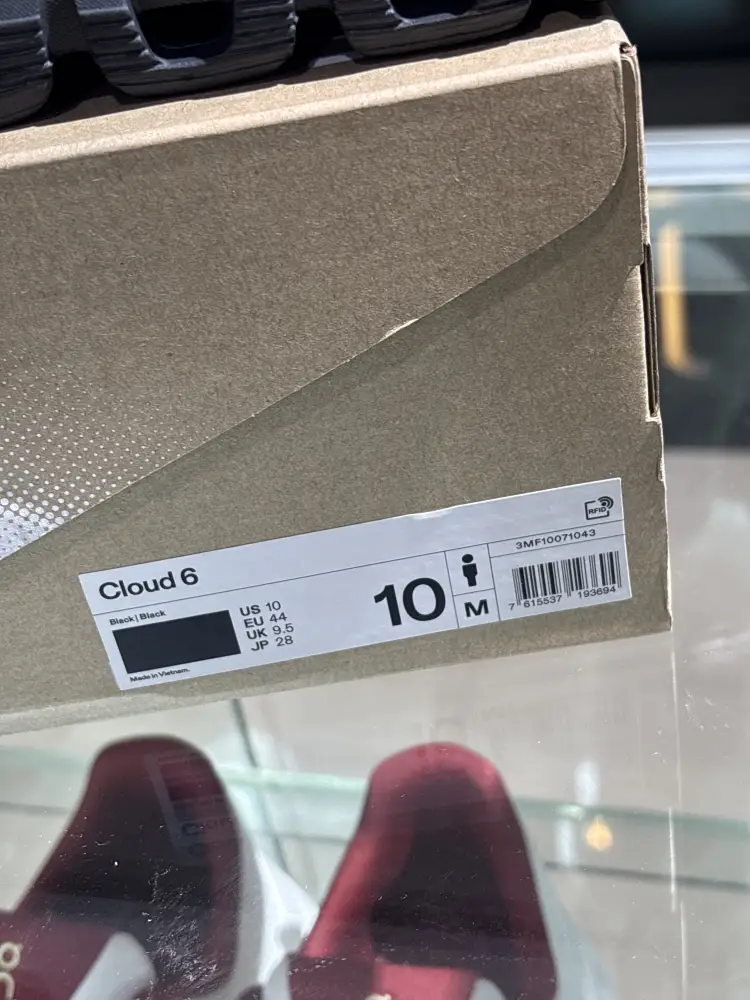 RFID
Cloud 6
3MF10071043
Black | Black
US 10
EU 44
UK 9.5
JP 28
10
M
7 615537 193694
Made in Vietnam.